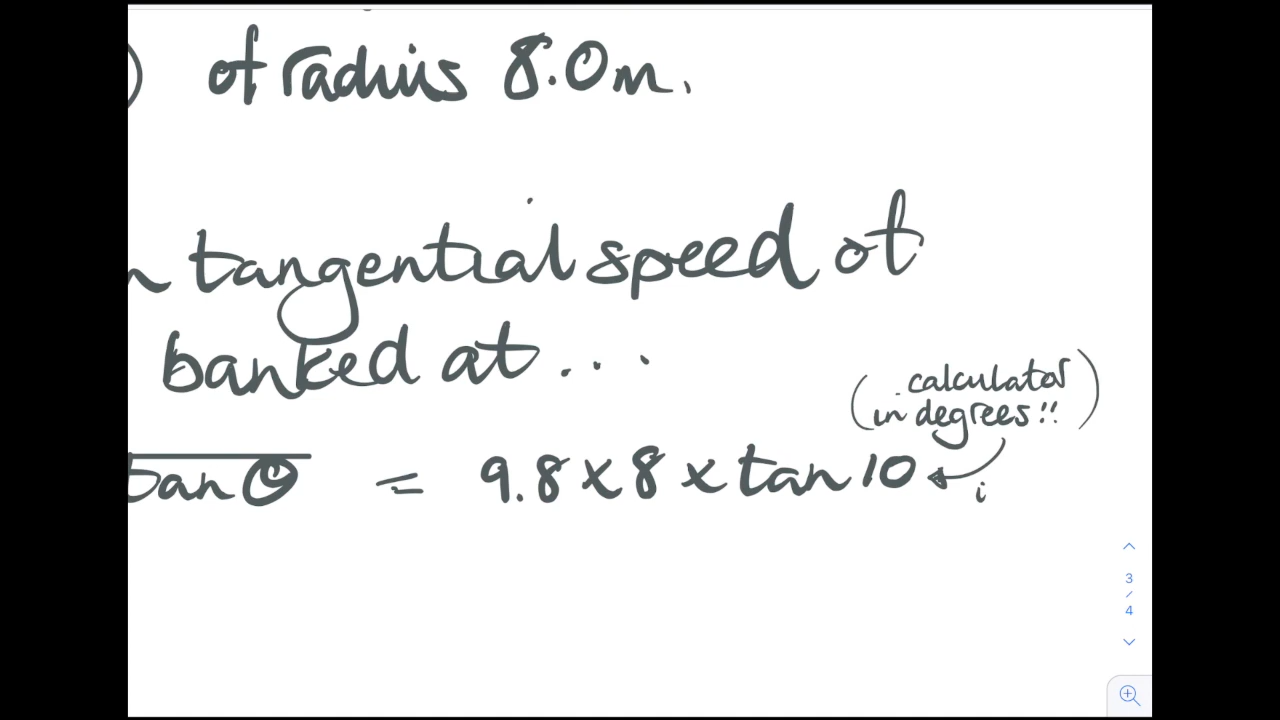 ) of radius 8.0m.
n tangential speed of
banked at ...
(calculator
in degrees!!)
tan θ = 9.8 x 8 x tan 10
i
3
/
4